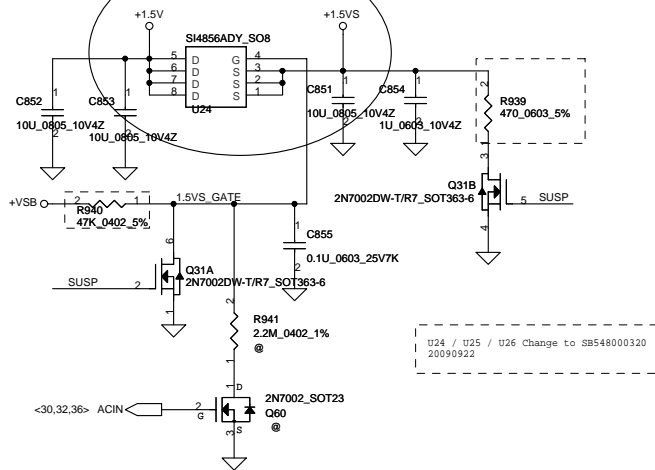 +1.5V
+1.5VS
SI4856ADY_SO8
5 D G 4
6 D S 3
7 D S 2
8 D S 1
U24
C852
1
2
10U_0805_10V4Z
C853
1
2
10U_0805_10V4Z
C851
1
2
10U_0805_10V4Z
C854
1
2
1U_0603_10V4Z
2
R939
470_0603_5%
1
3
Q31B
2N7002DW-T/R7_SOT363-6
5
SUSP
4
+VSB
2
1
R940
47K_0402_5%
1.5VS_GATE
1
C855
0.1U_0603_25V7K
2
6
Q31A
2N7002DW-T/R7_SOT363-6
SUSP
2
1
2
R941
2.2M_0402_1%
@
1
U24 / U25 / U26 Change to SB548000320
20090922
1
D
2N7002_SOT23
Q60
@
<30,32,36> ACIN
2
G
3
S